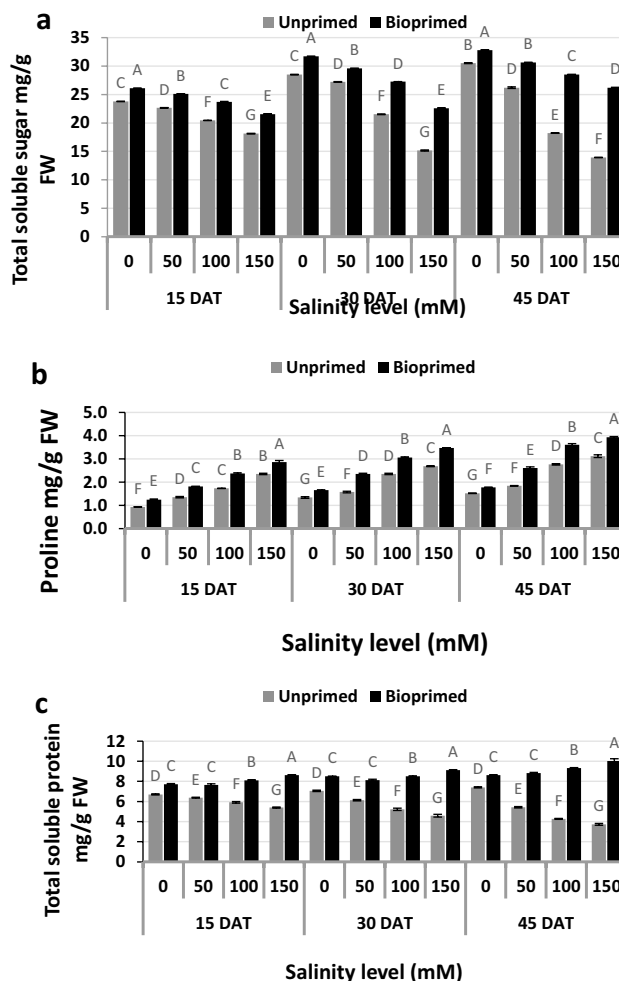 a
Unprimed Bioprimed
Total soluble sugar mg/g
FW
35
30
25
20
15
10
5
0
C A D B F C G E C A D B F D G E B A D B E C F D
0 50 100 150 0 50 100 150 0 50 100 150
15 DAT 30 DAT 45 DAT
Salinity level (mM)
b
Unprimed Bioprimed
Proline mg/g FW
5.0
4.0
3.0
2.0
1.0
0.0
F E D C C B B A G E F D D B C A G F F E D B C A
0 50 100 150 0 50 100 150 0 50 100 150
15 DAT 30 DAT 45 DAT
Salinity level (mM)
c
Unprimed Bioprimed
Total soluble protein
mg/g FW
12
10
8
6
4
2
0
D C E C F B G A D C E C F B G A D C E C F B G A
0 50 100 150 0 50 100 150 0 50 100 150
15 DAT 30 DAT 45 DAT
Salinity level (mM)